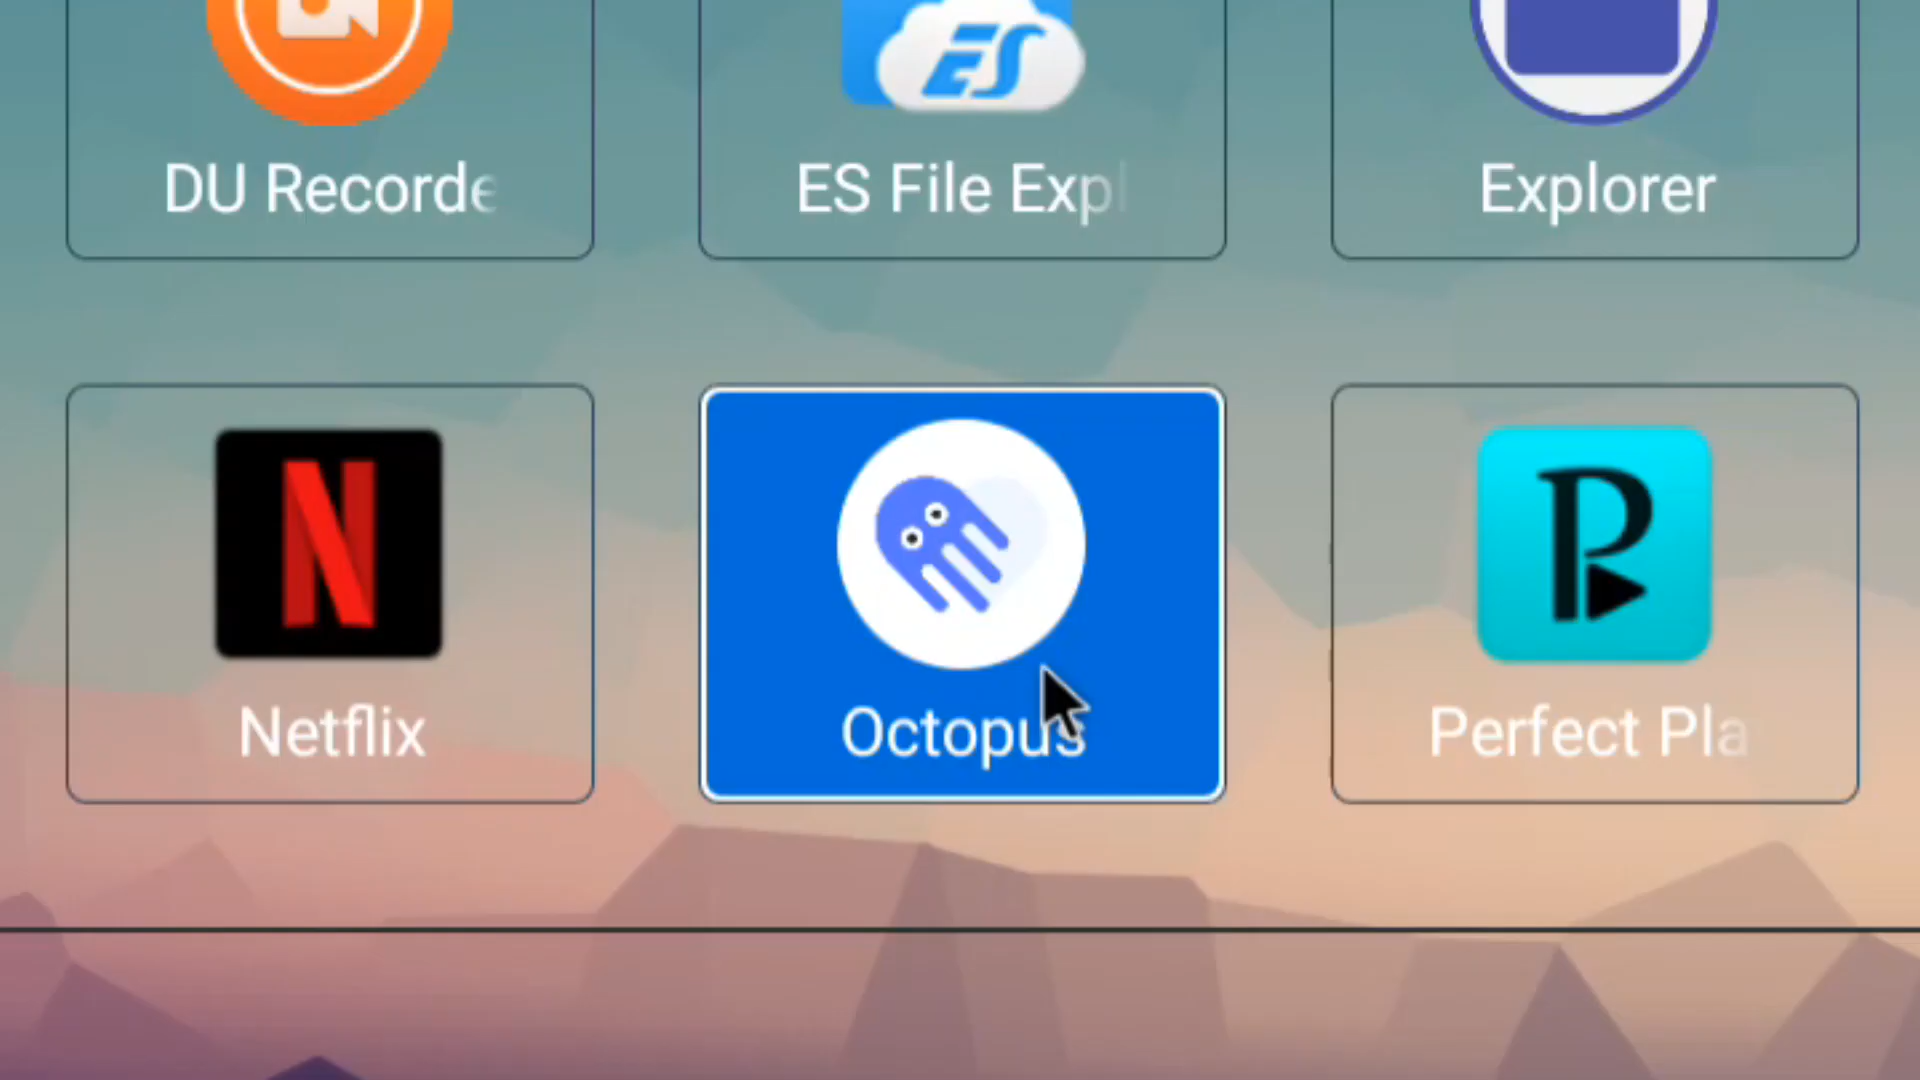 ES
DU Recorde
ES File Expl
Explorer
N
Netflix
Octopus
P
Perfect Pla